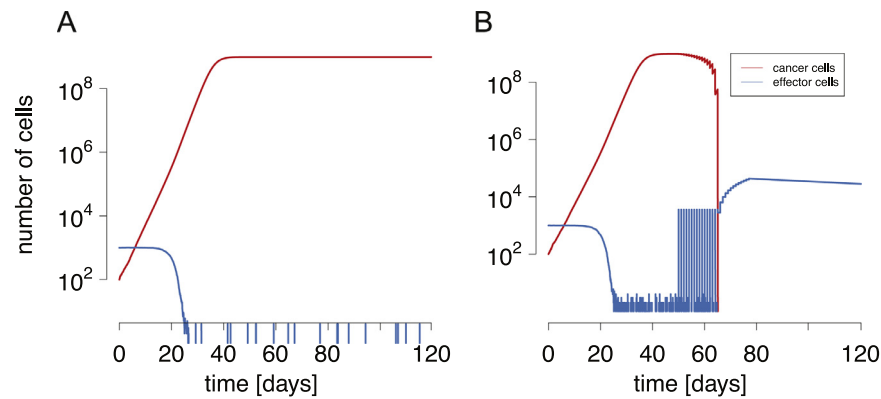 A
number of cells
10^8
10^6
10^4
10^2
0 20 40 60 80 120
time [days]
B
cancer cells
effector cells
10^8
10^6
10^4
10^2
0 20 40 60 80 120
time [days]